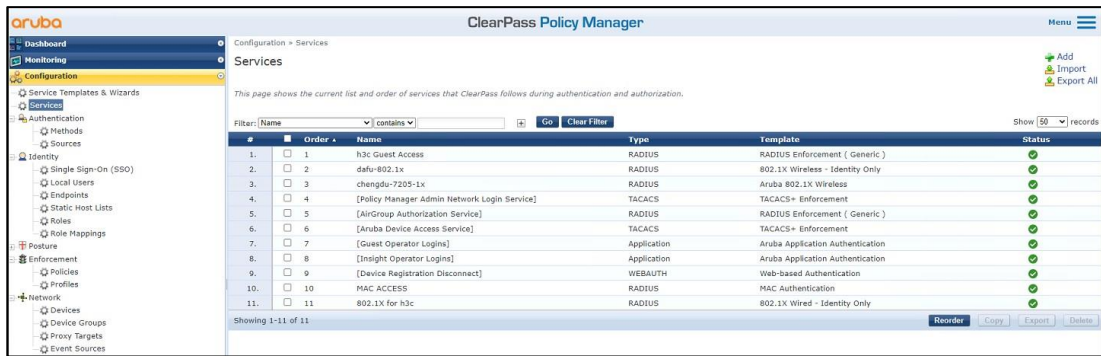 aruba
ClearPass Policy Manager
Menu
Dashboard
Monitoring
Configuration
Service Templates & Wizards
Services
Authentication
Methods
Sources
Identity
Single Sign-On (SSO)
Local Users
Endpoints
Static Host Lists
Roles
Role Mappings
Posture
Enforcement
Policies
Profiles
Network
Devices
Device Groups
Proxy Targets
Event Sources
Configuration » Services
Services
Add
Import
Export All
This page shows the current list and order of services that ClearPass follows during authentication and authorization.
Filter: Name contains Go Clear Filter Show 50 records
# Order Name Type Template Status
1. 1 h3c Guest Access RADIUS RADIUS Enforcement ( Generic )
2. 2 dafu-802.1x RADIUS 802.1X Wireless - Identity Only
3. 3 chengdu-7205-1x RADIUS Aruba 802.1X Wireless
4. 4 [Policy Manager Admin Network Login Service] TACACS TACACS+ Enforcement
5. 5 [AirGroup Authorization Service] RADIUS RADIUS Enforcement ( Generic )
6. 6 [Aruba Device Access Service] TACACS TACACS+ Enforcement
7. 7 [Guest Operator Logins] Application Aruba Application Authentication
8. 8 [Insight Operator Logins] Application Aruba Application Authentication
9. 9 [Device Registration Disconnect] WEBAUTH Web-based Authentication
10. 10 MAC ACCESS RADIUS MAC Authentication
11. 11 802.1X for h3c RADIUS 802.1X Wired - Identity Only
Showing 1-11 of 11 Reorder Copy Export Delete